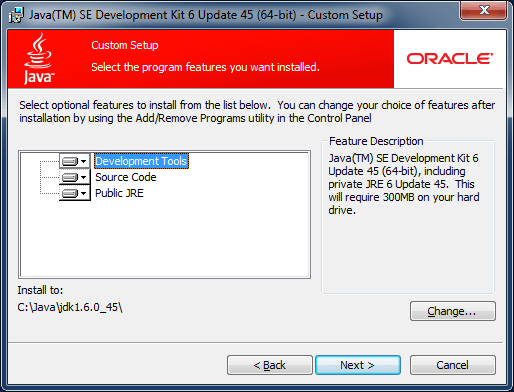 Java(TM) SE Development Kit 6 Update 45 (64-bit) - Custom Setup
Java™
Custom Setup
Select the program features you want installed.
ORACLE®
Select optional features to install from the list below.  You can change your choice of features after
installation by using the Add/Remove Programs utility in the Control Panel
Development Tools
Source Code
Public JRE
Feature Description
Java(TM) SE Development Kit 6
Update 45 (64-bit), including
private JRE 6 Update 45.  This
will require 300MB on your hard
drive.
Install to:
C:\Java\jdk1.6.0_45\
Change...
< Back
Next >
Cancel